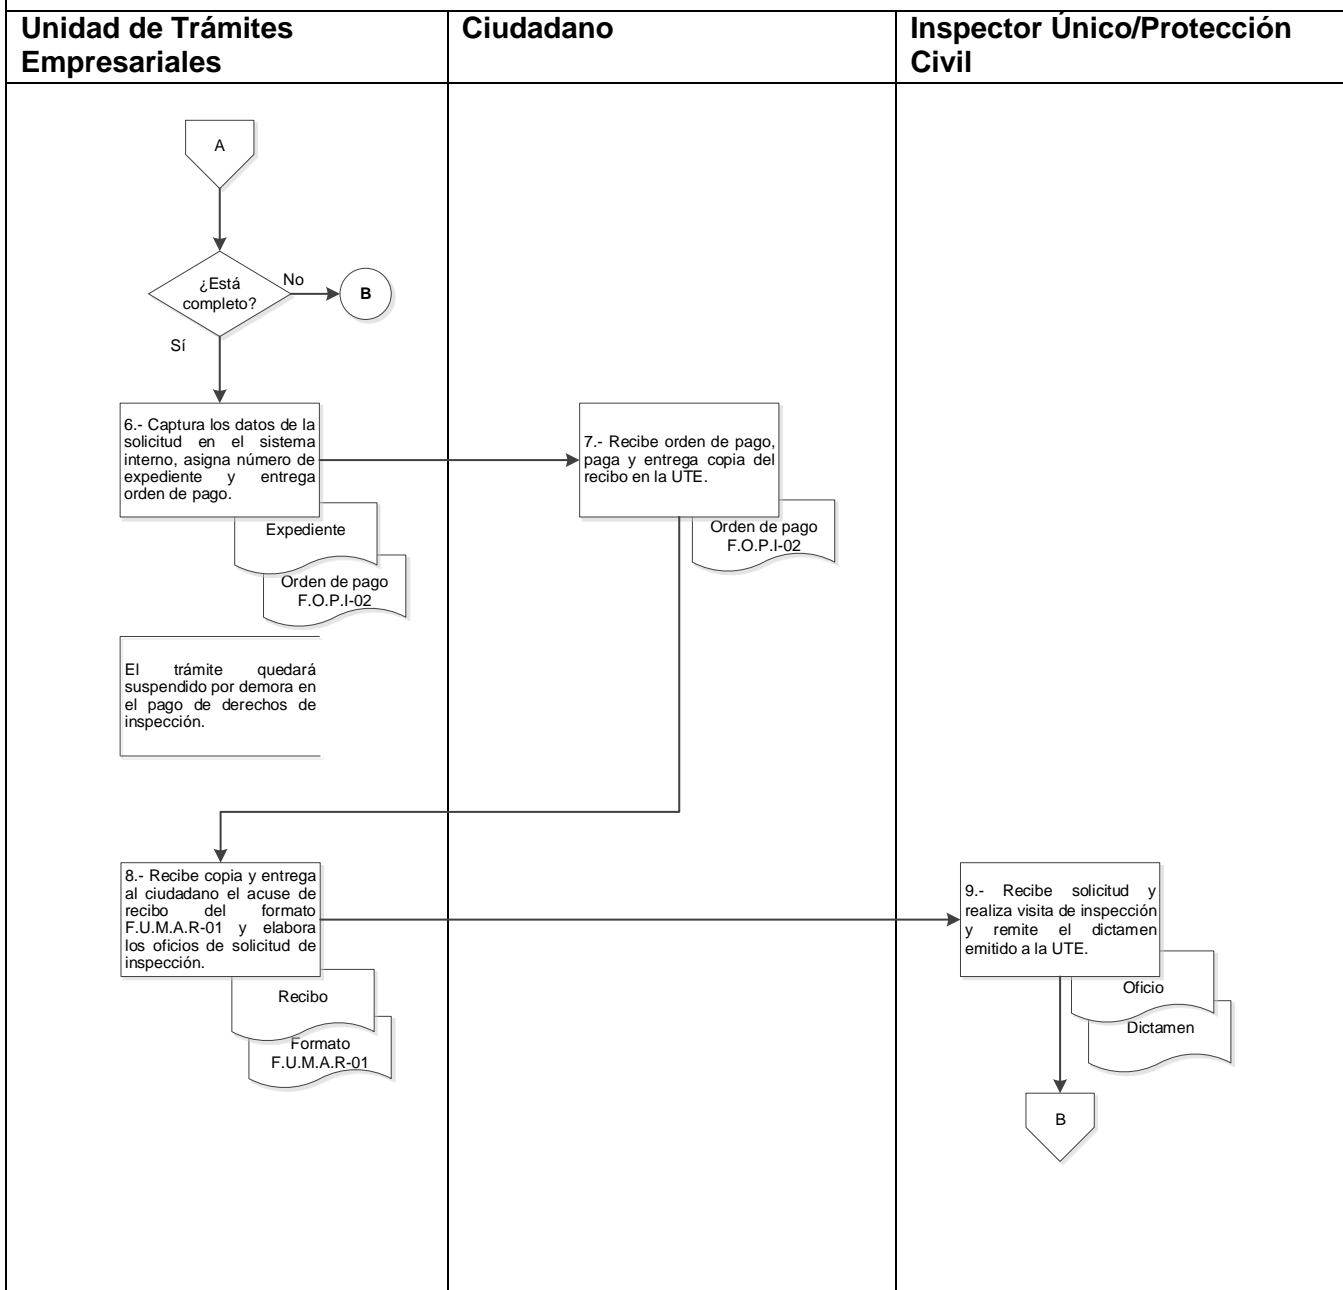 Unidad de Trámites
Empresariales
Ciudadano
Inspector Único/Protección
Civil
A
¿Está
completo?
No
B
Sí
6.- Captura los datos de la
solicitud en el sistema
interno, asigna número de
expediente y entrega
orden de pago.
Expediente
Orden de pago
F.O.P.I-02
7.- Recibe orden de pago,
paga y entrega copia del
recibo en la UTE.
Orden de pago
F.O.P.I-02
El trámite quedará
suspendido por demora en
el pago de derechos de
inspección.
8.- Recibe copia y entrega
al ciudadano el acuse de
recibo del formato
F.U.M.A.R-01 y elabora
los oficios de solicitud de
inspección.
Recibo
Formato
F.U.M.A.R-01
9.- Recibe solicitud y
realiza visita de inspección
y remite el dictamen
emitido a la UTE.
Oficio
Dictamen
B